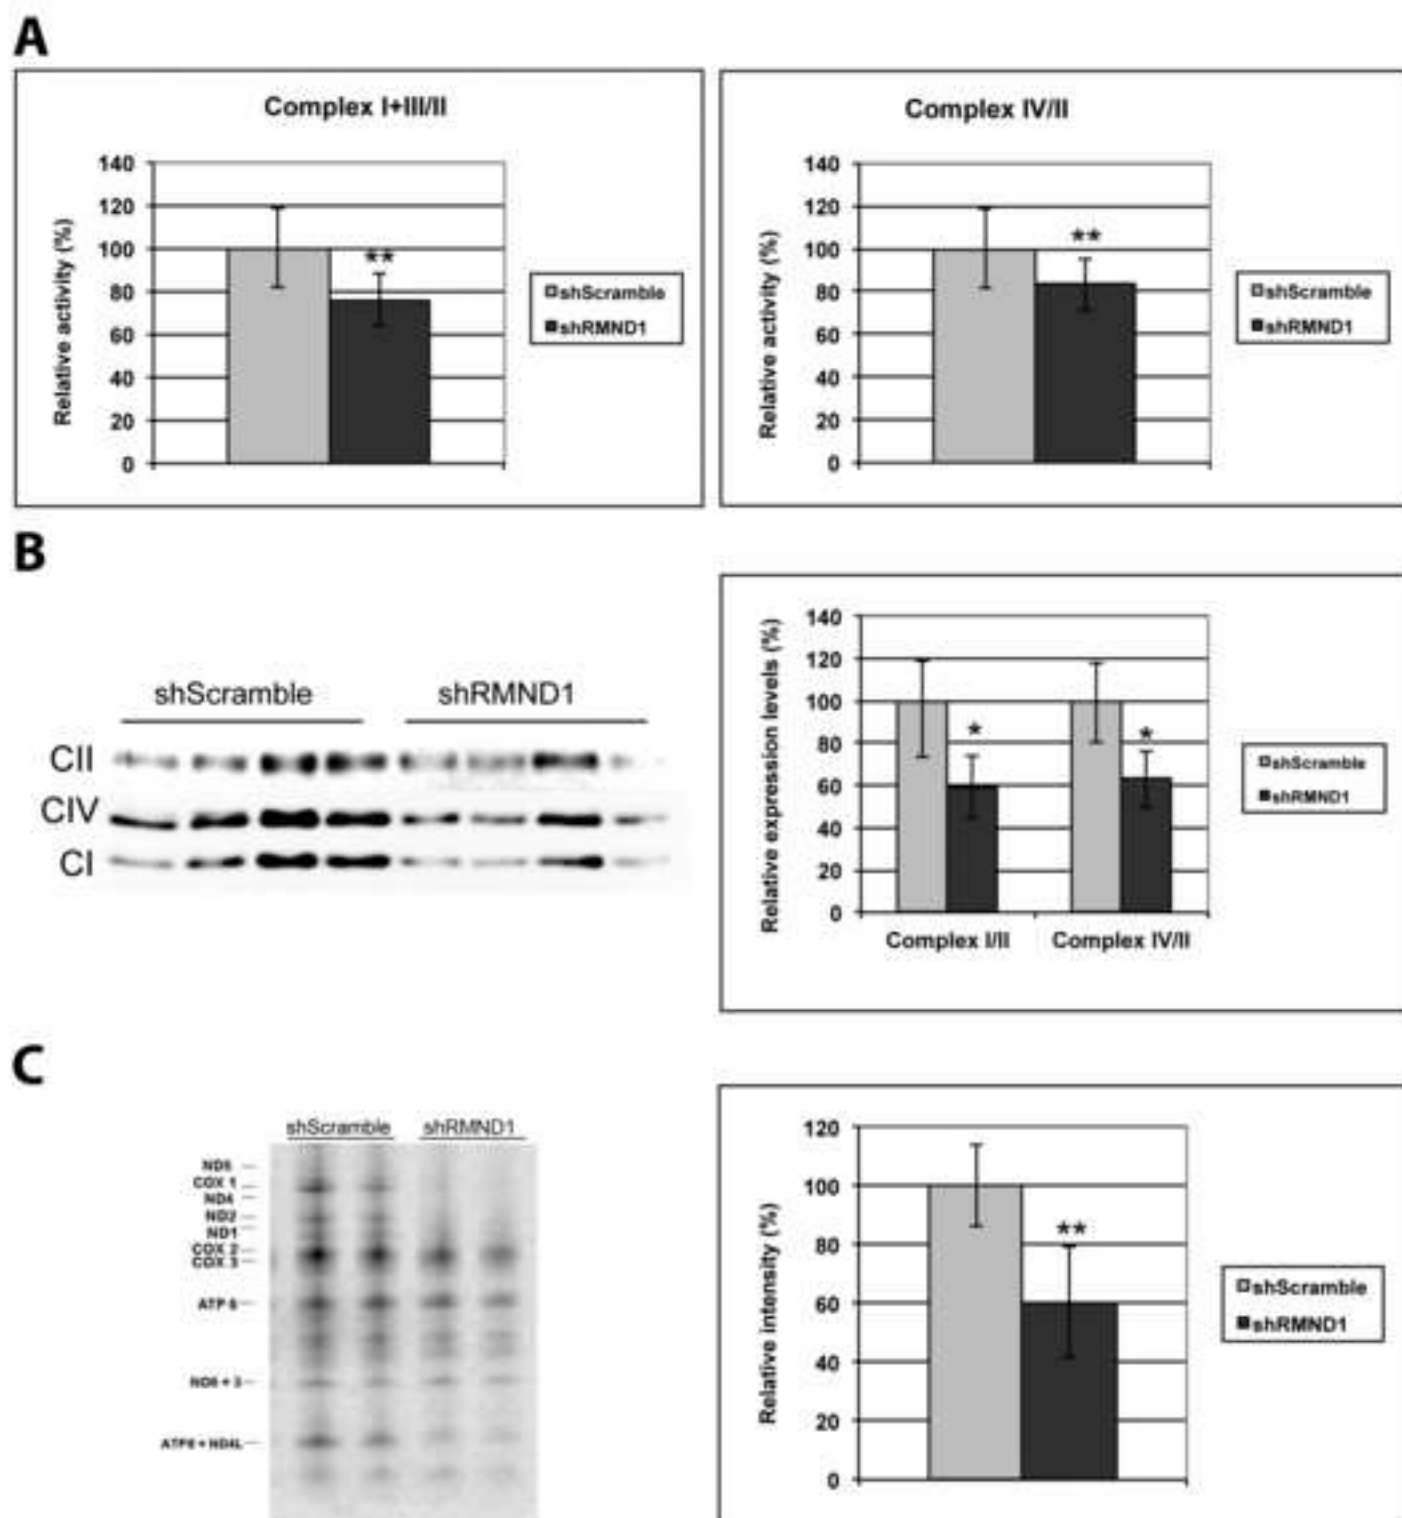 A
Complex I+III/II
Relative activity (%)
140
120
100
80
60
40
20
0
**
shScramble
shRMND1
Complex IV/II
Relative activity (%)
140
120
100
80
60
40
20
0
**
shScramble
shRMND1
B
shScramble shRMND1
CII
CIV
CI
Relative expression levels (%)
140
120
100
80
60
40
20
0
* *
Complex I/II Complex IV/II
shScramble
shRMND1
C
shScramble shRMND1
ND5
COX 1
ND4
ND2
ND1
COX 2
COX 3
ATP 6
ND6 + 3
ATP8 + ND4L
Relative intensity (%)
120
100
80
60
40
20
0
**
shScramble
shRMND1